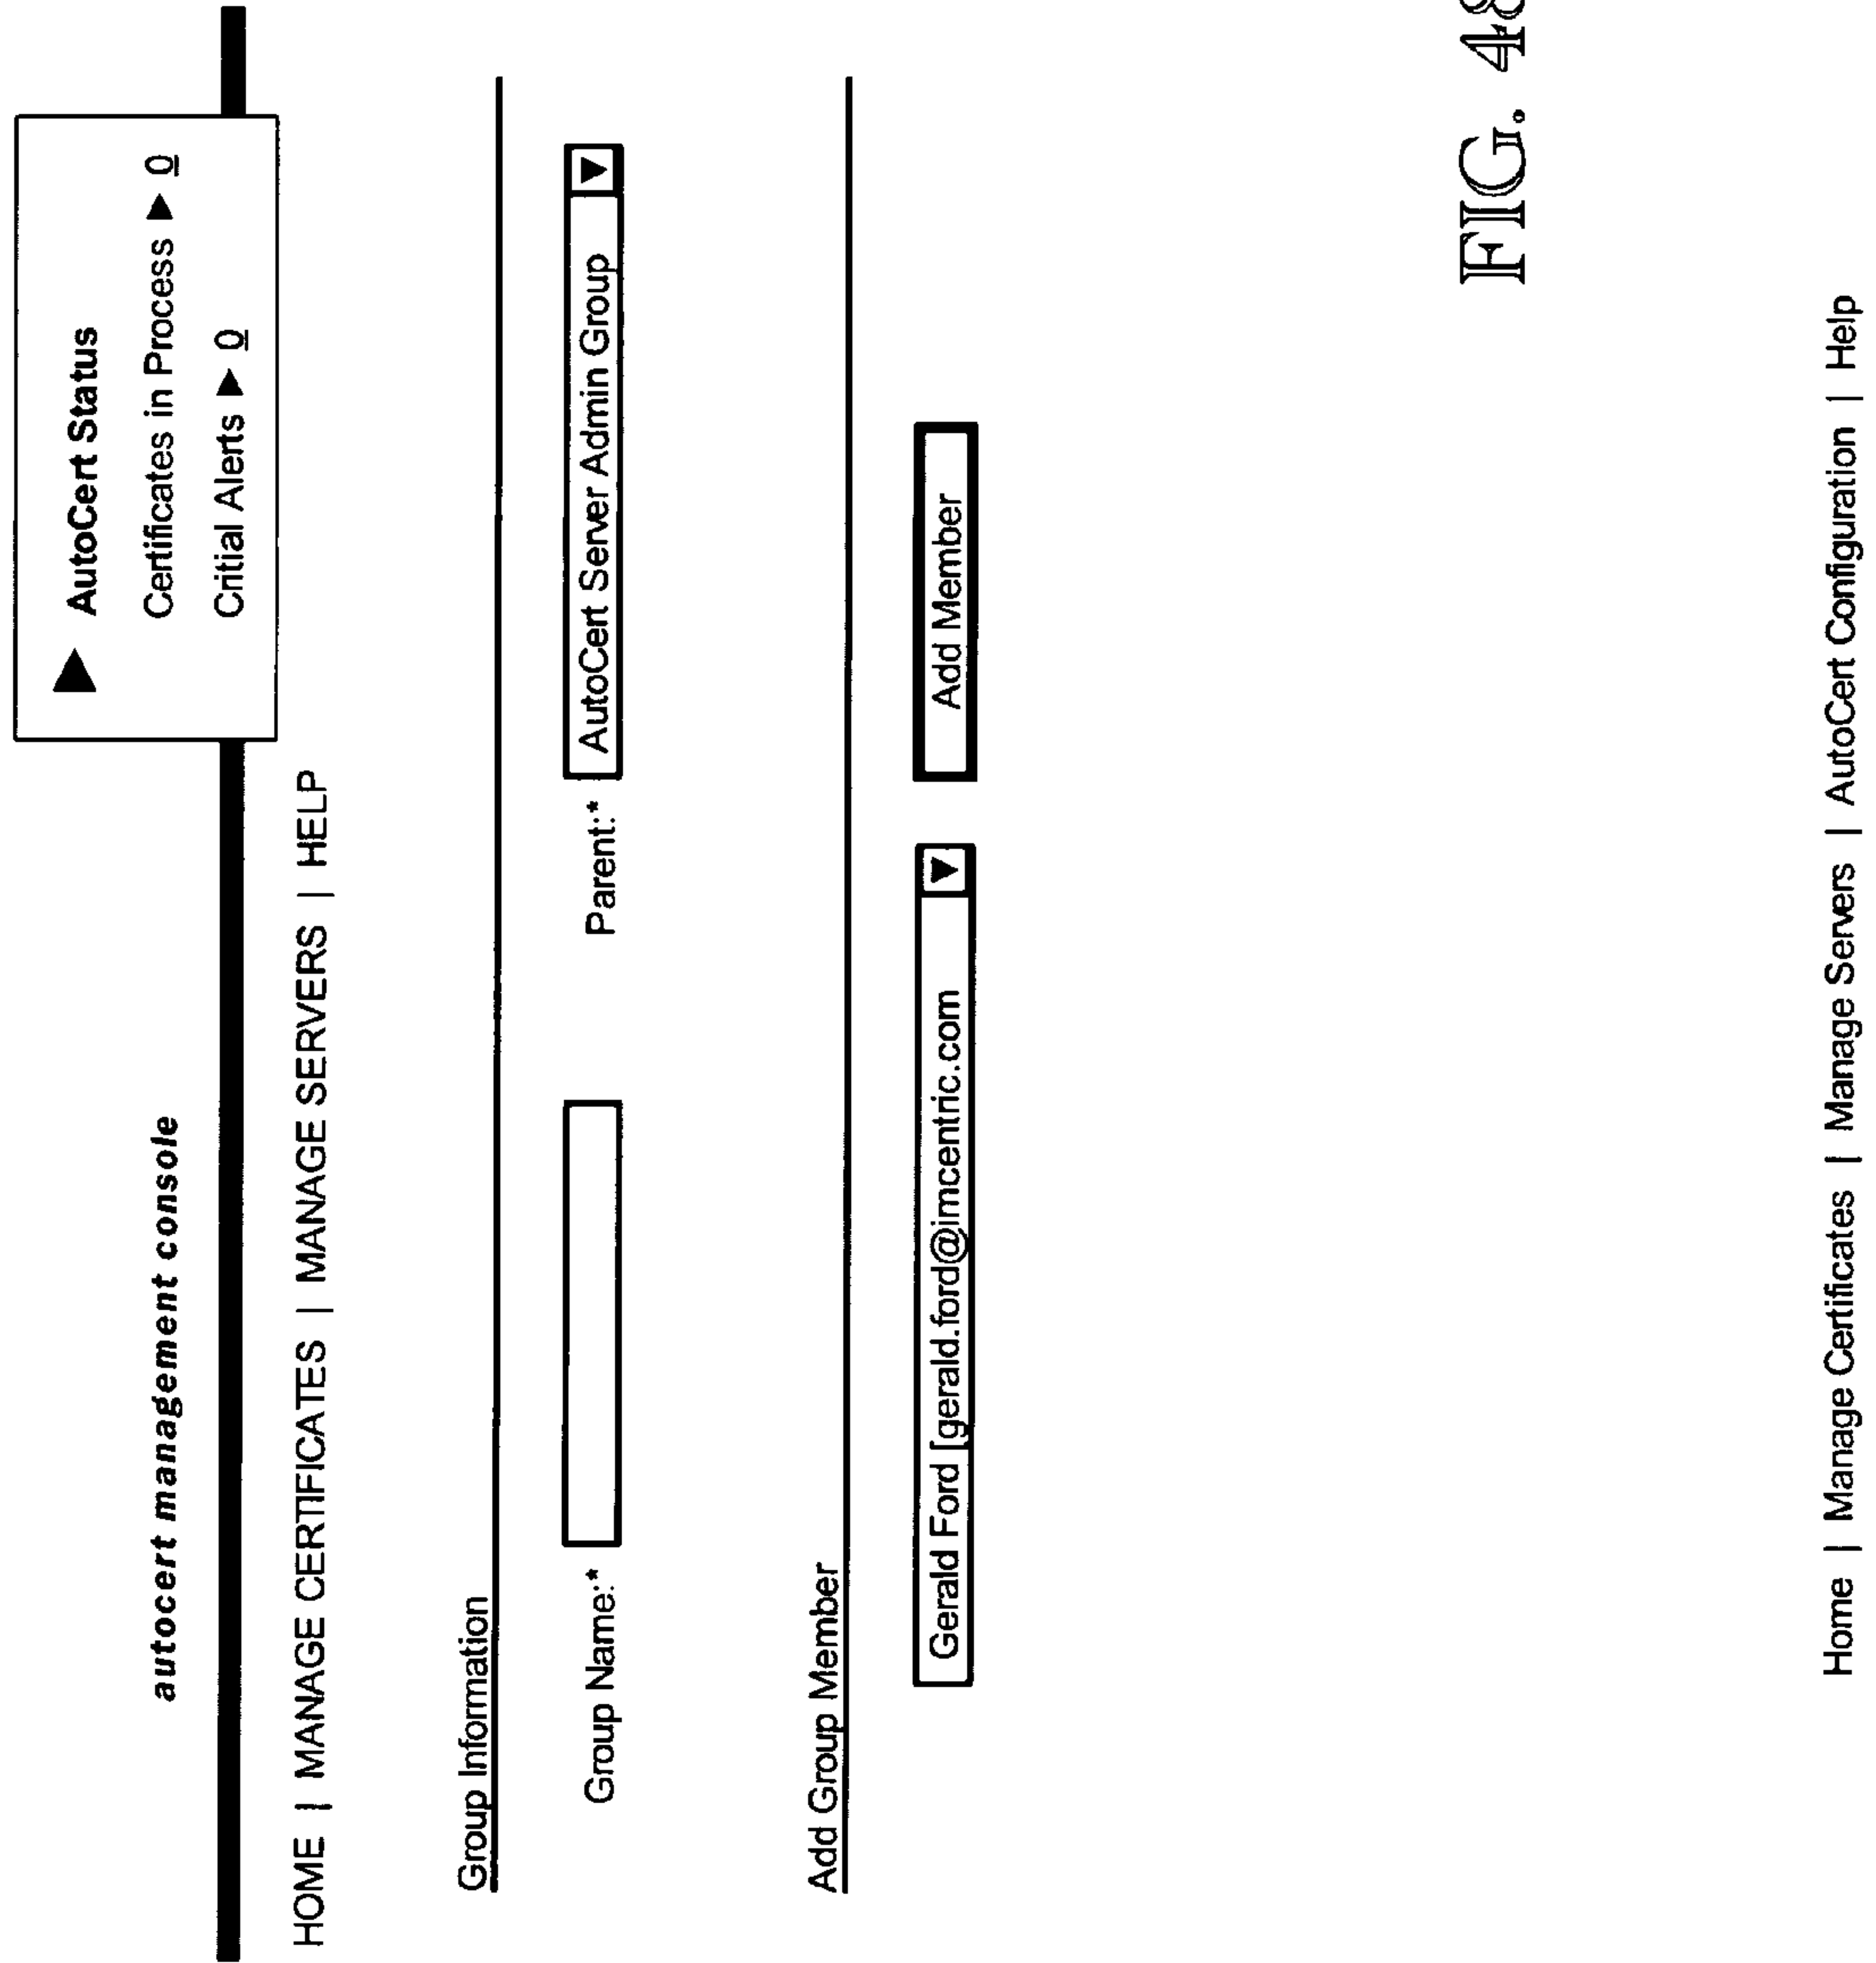 autocert management console
AutoCert Status
Certificates in Process ▶ 0
Critial Alerts ▶ 0
HOME | MANAGE CERTIFICATES | MANAGE SERVERS | HELP
Group Information
Group Name:* Parent:* AutoCert Server Admin Group
Add Group Member
Gerald Ford [gerald.ford@imcentric.com Add Member
FIG. 48
Home | Manage Certificates | Manage Servers | AutoCert Configuration | Help